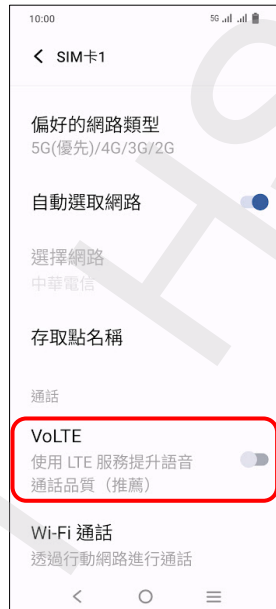 10:00
5G
SIM卡1
偏好的網路類型
5G(優先)/4G/3G/2G
自動選取網路
選擇網路
中華電信
存取點名稱
通話
VoLTE
使用 LTE 服務提升語音
通話品質（推薦）
Wi-Fi 通話
透過行動網路進行通話